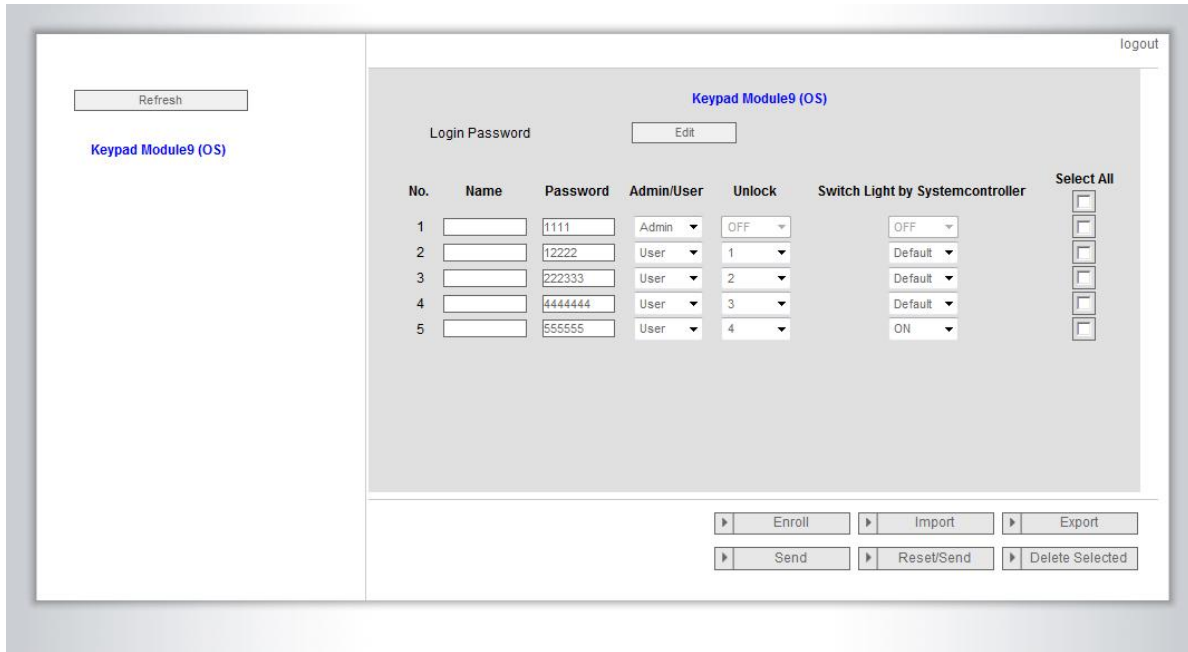 logout
Refresh
Keypad Module9 (OS)
Keypad Module9 (OS)
Login Password Edit
No. Name Password Admin/User Unlock Switch Light by Systemcontroller Select All
1 1111 Admin OFF OFF
2 12222 User 1 Default
3 222333 User 2 Default
4 4444444 User 3 Default
5 555555 User 4 ON
Enroll Import Export
Send Reset/Send Delete Selected